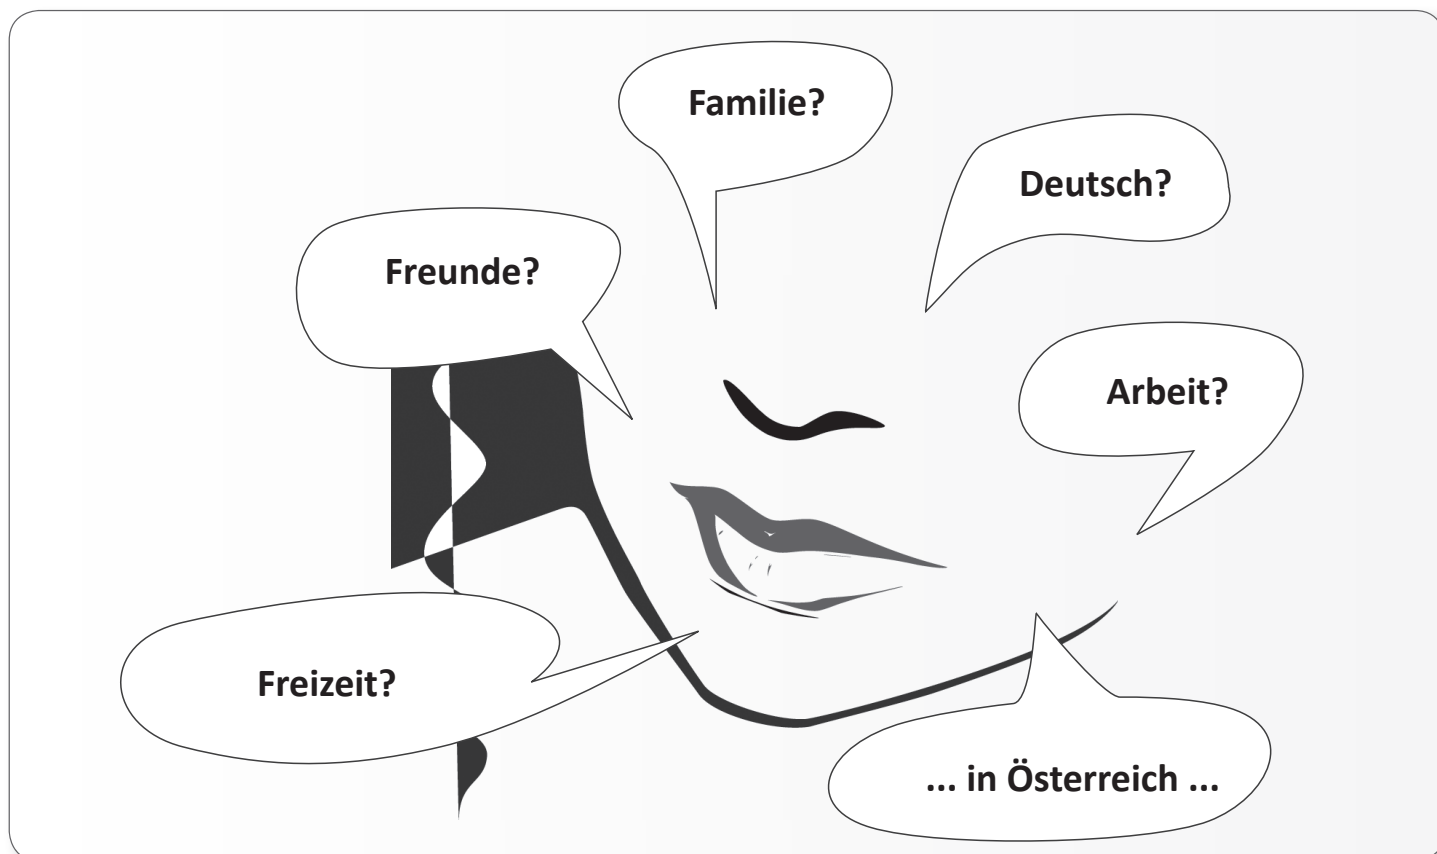 Familie?
Deutsch?
Freunde?
Arbeit?
Freizeit?
... in Österreich ...